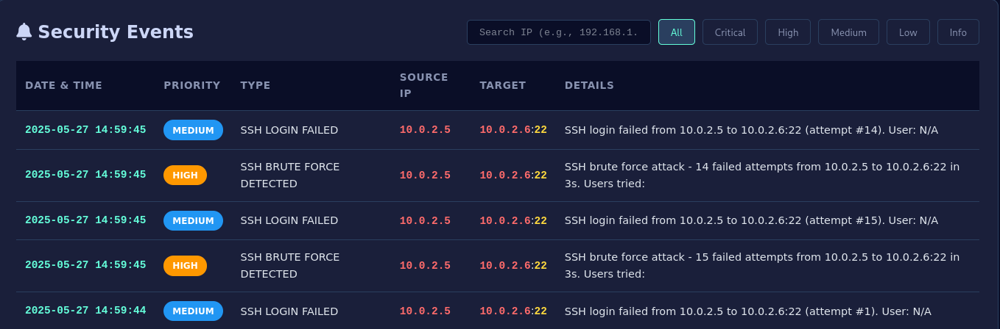 Security Events
Search IP (e.g., 192.168.1.
All
Critical
High
Medium
Low
Info
DATE & TIME PRIORITY TYPE SOURCE IP TARGET DETAILS
2025-05-27 14:59:45 MEDIUM SSH LOGIN FAILED 10.0.2.5 10.0.2.6:22 SSH login failed from 10.0.2.5 to 10.0.2.6:22 (attempt #14). User: N/A
2025-05-27 14:59:45 HIGH SSH BRUTE FORCE DETECTED 10.0.2.5 10.0.2.6:22 SSH brute force attack - 14 failed attempts from 10.0.2.5 to 10.0.2.6:22 in
3s. Users tried:
2025-05-27 14:59:45 MEDIUM SSH LOGIN FAILED 10.0.2.5 10.0.2.6:22 SSH login failed from 10.0.2.5 to 10.0.2.6:22 (attempt #15). User: N/A
2025-05-27 14:59:45 HIGH SSH BRUTE FORCE DETECTED 10.0.2.5 10.0.2.6:22 SSH brute force attack - 15 failed attempts from 10.0.2.5 to 10.0.2.6:22 in
3s. Users tried:
2025-05-27 14:59:44 MEDIUM SSH LOGIN FAILED 10.0.2.5 10.0.2.6:22 SSH login failed from 10.0.2.5 to 10.0.2.6:22 (attempt #1). User: N/A